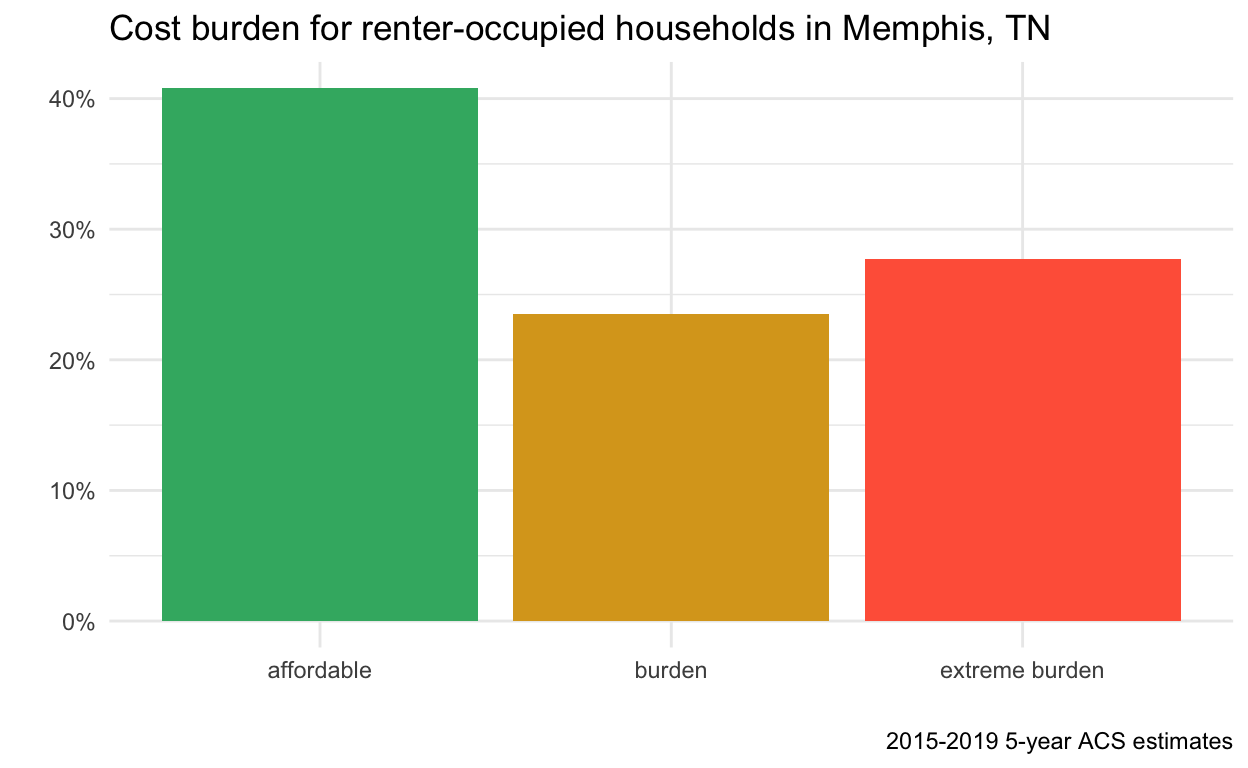 Cost burden for renter-occupied households in Memphis, TN
40%
30%
20%
10%
0%
affordable
burden
extreme burden
2015-2019 5-year ACS estimates